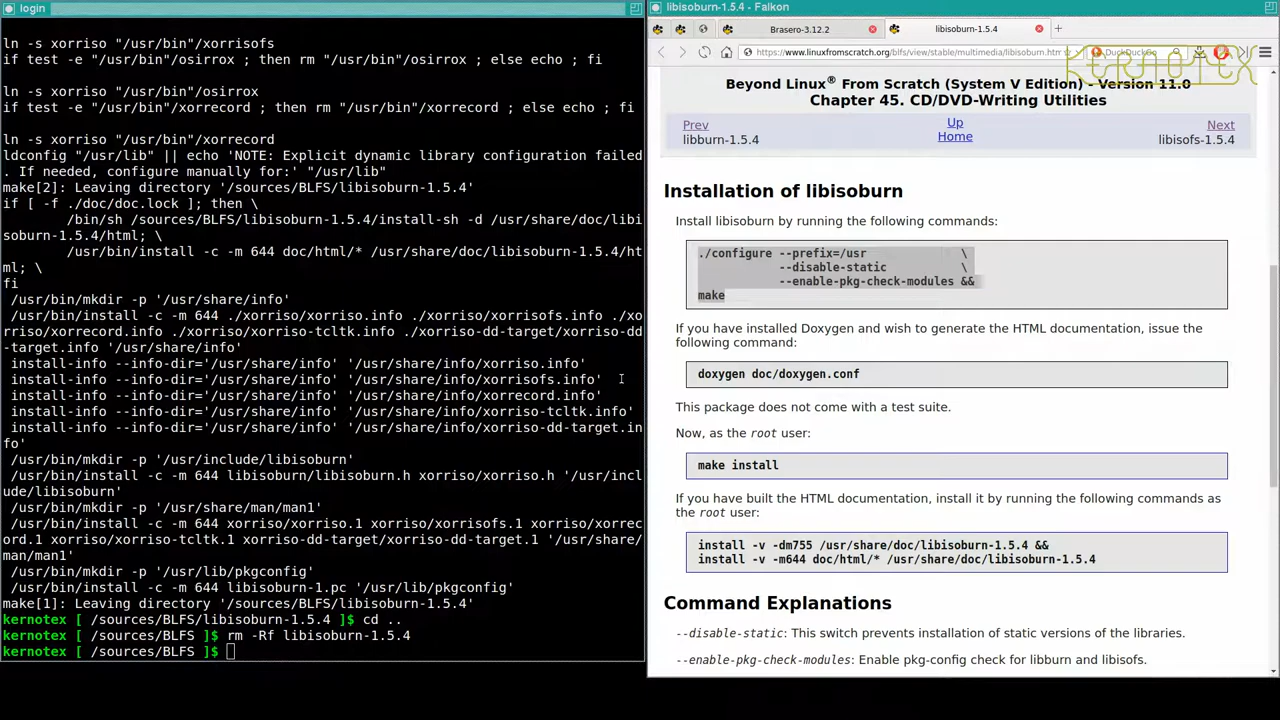 login
ln -s xorriso "/usr/bin"/xorrisofs
if test -e "/usr/bin"/osirrox ; then rm "/usr/bin"/osirrox ; else echo ; fi
ln -s xorriso "/usr/bin"/osirrox
if test -e "/usr/bin"/xorrecord ; then rm "/usr/bin"/xorrecord ; else echo ; fi
ln -s xorriso "/usr/bin"/xorrecord
ldconfig "/usr/lib" || echo 'NOTE: Explicit dynamic library configuration failed
. If needed, configure manually for:' "/usr/lib"
make[2]: Leaving directory '/sources/BLFS/libisoburn-1.5.4'
if [ -f ./doc/doc.lock ]; then \
/bin/sh /sources/BLFS/libisoburn-1.5.4/install-sh -d /usr/share/doc/libi
soburn-1.5.4/html; \
/usr/bin/install -c -m 644 doc/html/* /usr/share/doc/libisoburn-1.5.4/ht
ml; \
fi
/usr/bin/mkdir -p '/usr/share/info'
/usr/bin/install -c -m 644 ./xorriso/xorriso.info ./xorriso/xorrisofs.info ./xo
rriso/xorrecord.info ./xorriso/xorriso-tcltk.info ./xorriso-dd-target/xorriso-dd
-target.info '/usr/share/info'
install-info --info-dir='/usr/share/info' '/usr/share/info/xorriso.info'
install-info --info-dir='/usr/share/info' '/usr/share/info/xorrisofs.info'
install-info --info-dir='/usr/share/info' '/usr/share/info/xorrecord.info'
install-info --info-dir='/usr/share/info' '/usr/share/info/xorriso-tcltk.info'
install-info --info-dir='/usr/share/info' '/usr/share/info/xorriso-dd-target.in
fo'
/usr/bin/mkdir -p '/usr/include/libisoburn'
/usr/bin/install -c -m 644 libisoburn/libisoburn.h xorriso/xorriso.h '/usr/incl
ude/libisoburn'
/usr/bin/mkdir -p '/usr/share/man/man1'
/usr/bin/install -c -m 644 xorriso/xorriso.1 xorriso/xorrisofs.1 xorriso/xorrec
ord.1 xorriso/xorriso-tcltk.1 xorriso-dd-target/xorriso-dd-target.1 '/usr/share/
man/man1'
/usr/bin/mkdir -p '/usr/lib/pkgconfig'
/usr/bin/install -c -m 644 libisoburn-1.pc '/usr/lib/pkgconfig'
make[1]: Leaving directory '/sources/BLFS/libisoburn-1.5.4'
kernotex [ /sources/BLFS/libisoburn-1.5.4 ]$ cd ..
kernotex [ /sources/BLFS ]$ rm -Rf libisoburn-1.5.4
kernotex [ /sources/BLFS ]$
libisoburn-1.5.4 - Falkon
Brasero-3.12.2
libisoburn-1.5.4
https://www.linuxfromscratch.org/blfs/view/stable/multimedia/libisoburn.htm
DuckDuckGo
KERNOTEX
Beyond Linux® From Scratch (System V Edition) - Version 11.0
Chapter 45. CD/DVD-Writing Utilities
Prev
Up
Next
libburn-1.5.4
Home
libisofs-1.5.4
Installation of libisoburn
Install libisoburn by running the following commands:
./configure --prefix=/usr \
--disable-static \
--enable-pkg-check-modules &&
make
If you have installed Doxygen and wish to generate the HTML documentation, issue the
following command:
doxygen doc/doxygen.conf
This package does not come with a test suite.
Now, as the root user:
make install
If you have built the HTML documentation, install it by running the following commands as
the root user:
install -v -dm755 /usr/share/doc/libisoburn-1.5.4 &&
install -v -m644 doc/html/* /usr/share/doc/libisoburn-1.5.4
Command Explanations
--disable-static: This switch prevents installation of static versions of the libraries.
--enable-pkg-check-modules: Enable pkg-config check for libburn and libisofs.